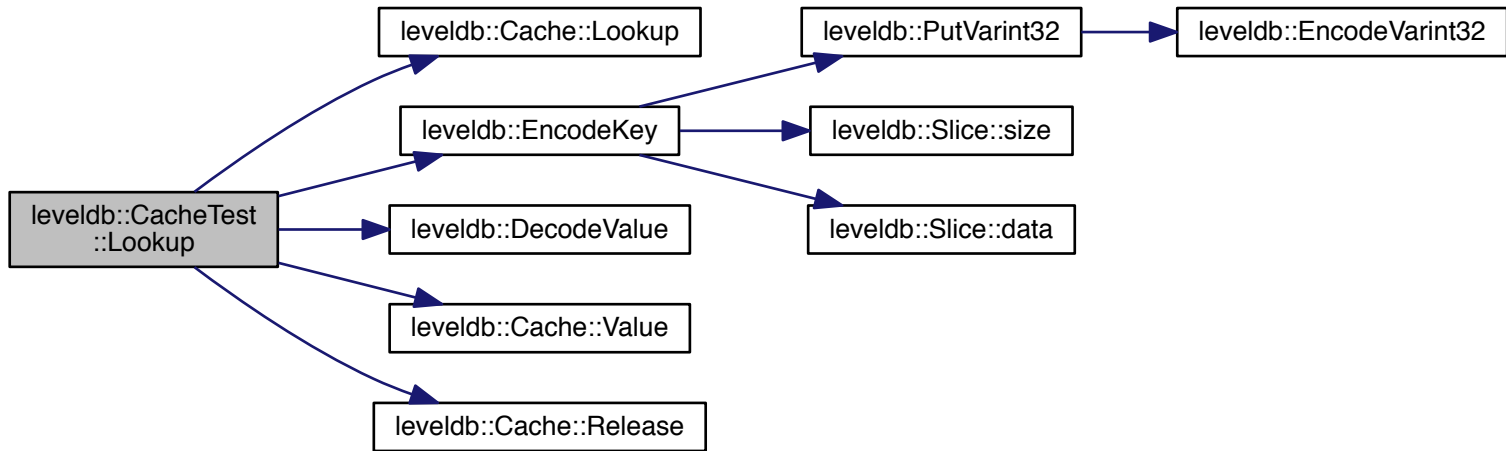 leveldb::Cache::Lookup
leveldb::PutVarint32
leveldb::EncodeVarint32
leveldb::EncodeKey
leveldb::Slice::size
leveldb::CacheTest
::Lookup
leveldb::DecodeValue
leveldb::Slice::data
leveldb::Cache::Value
leveldb::Cache::Release